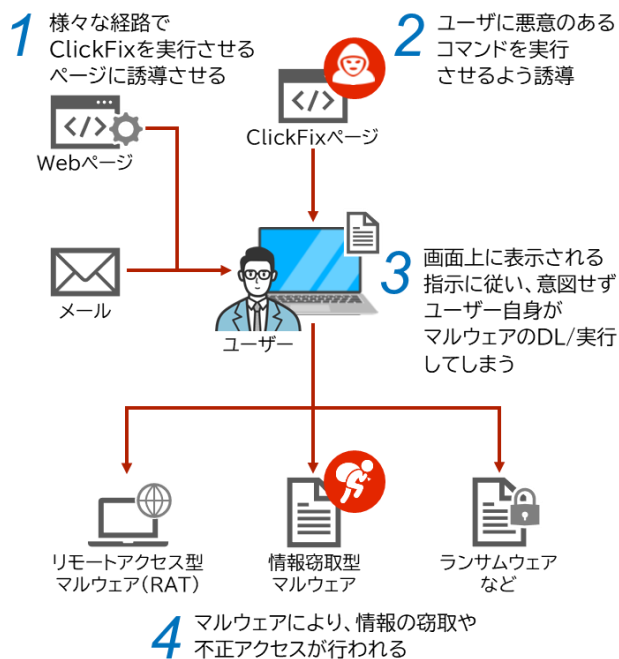 1 様々な経路で
ClickFixを実行させる
ページに誘導させる
2 ユーザに悪意のある
コマンドを実行
させるよう誘導
</>
Webページ
</>
ClickFixページ
メール
ユーザー
3 画面上に表示される
指示に従い、意図せず
ユーザー自身が
マルウェアのDL/実行
してしまう
リモートアクセス型
マルウェア(RAT)
情報窃取型
マルウェア
ランサムウェア
など
4 マルウェアにより、情報の窃取や
不正アクセスが行われる